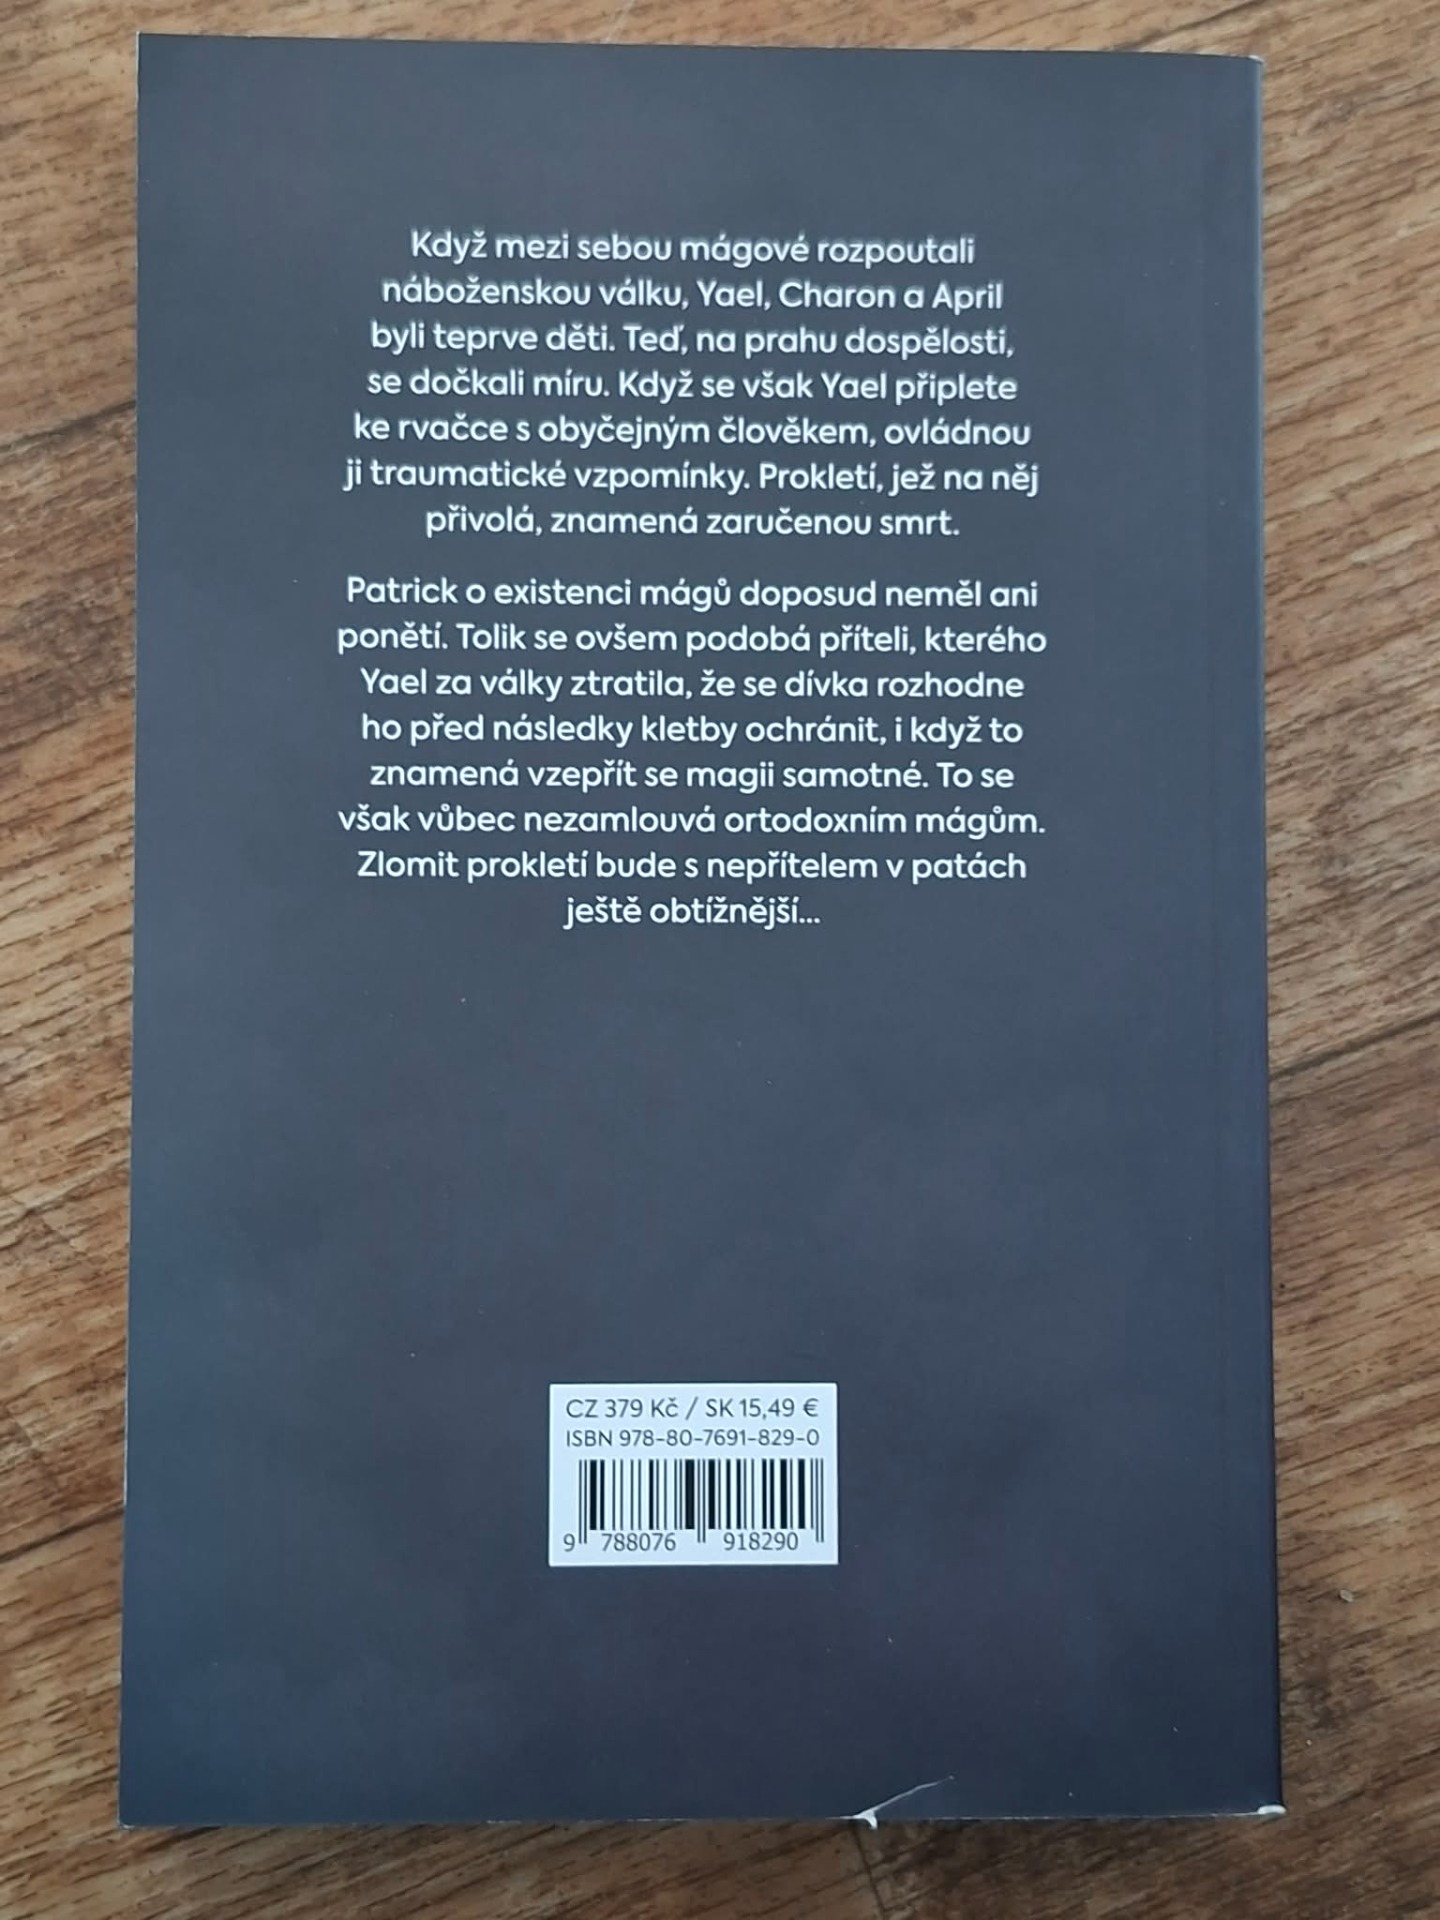 Když mezi sebou mágové rozpoutali
náboženskou válku, Yael, Charon a April
byli teprve děti. Teď, na prahu dospělosti,
se dočkali míru. Když se však Yael připlete
ke rvačce s obyčejným člověkem, ovládnou
ji traumatické vzpomínky. Prokletí, jež na něj
přivolá, znamená zaručenou smrt.
Patrick o existenci mágů doposud neměl ani
ponětí. Tolik se ovšem podobá příteli, kterého
Yael za války ztratila, že se dívka rozhodne
ho před následky kletby ochránit, i když to
znamená vzepřít se magii samotné. To se
však vůbec nezamlouvá ortodoxním mágům.
Zlomit prokletí bude s nepřítelem v patách
ještě obtížnější...
CZ 379 Kč / SK 15,49 €
ISBN 978-80-7691-829-0
9 788076 918290